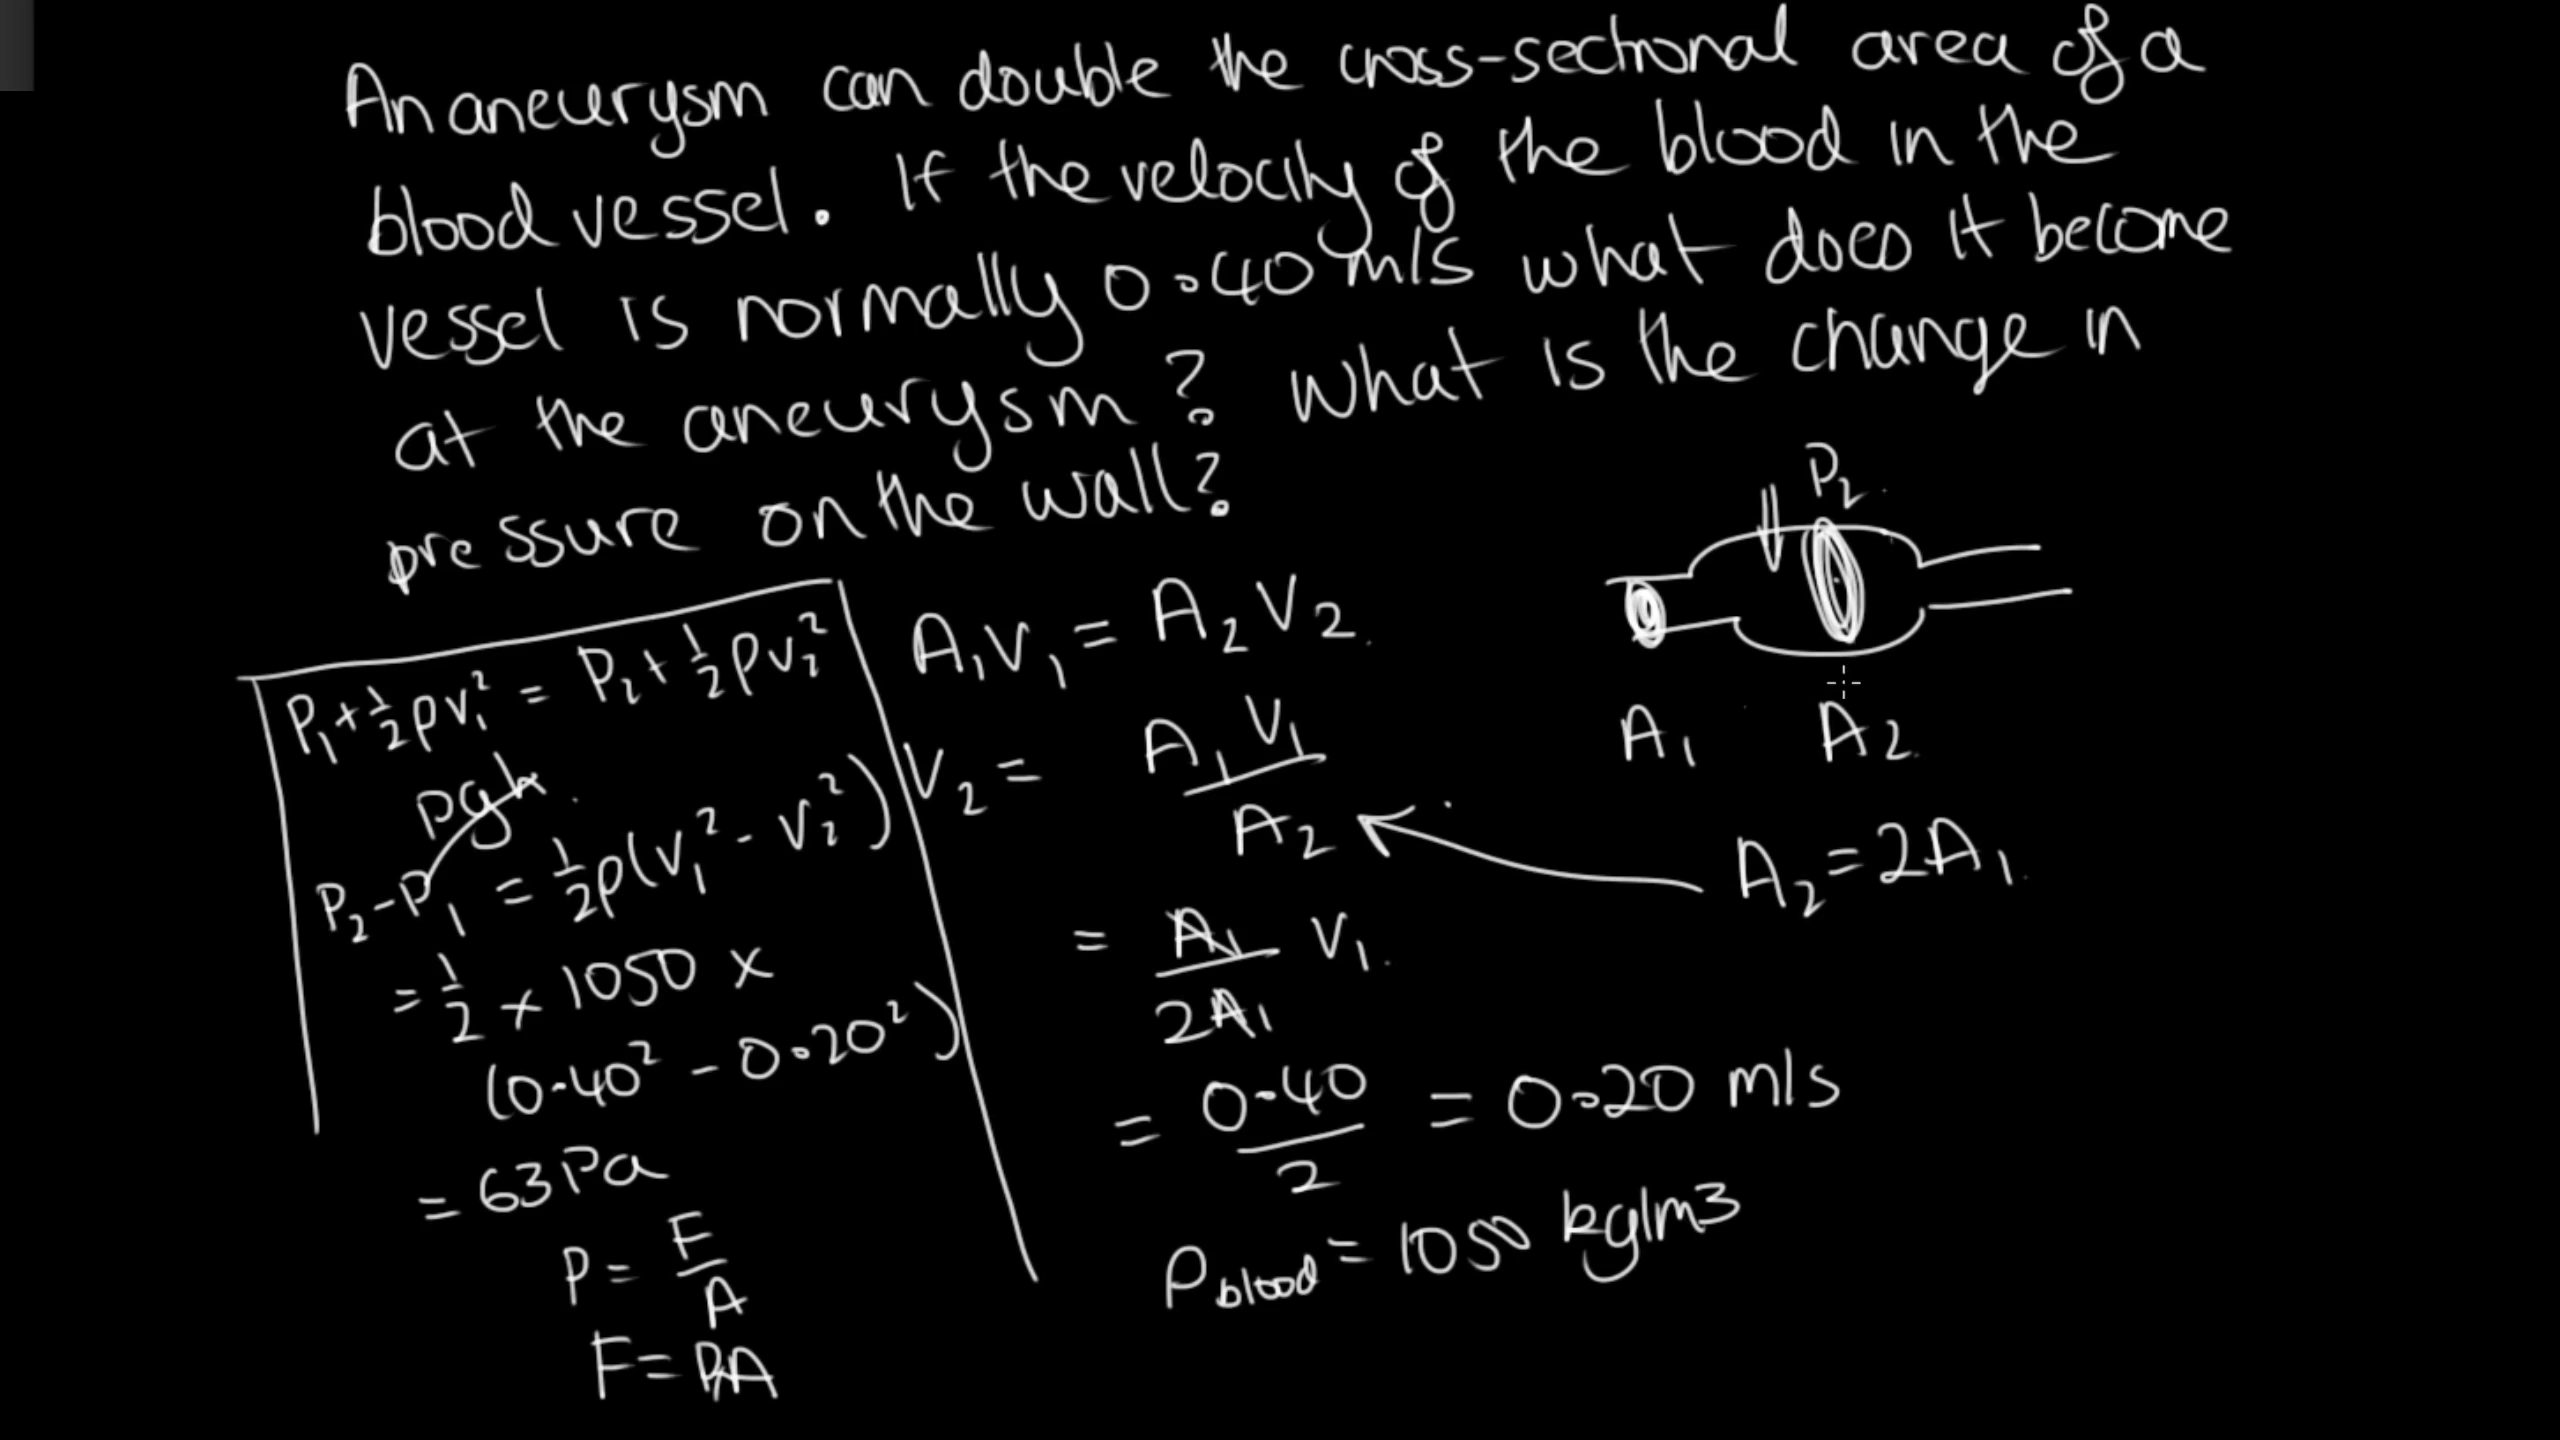 An aneurysm can double the cross-sectional area of a
blood vessel. If the velocity of the blood in the
vessel is normally 0.40 m/s what does it become
at the aneurysm? What is the change in
pressure on the wall?
P₂
A₁ A₂
A₂ = 2A₁
A₁V₁ = A₂V₂
V₂ = A₁V₁ / A₂
= A₁ / 2A₁ V₁
= 0.40 / 2 = 0.20 m/s
ρblood = 1050 kg/m3
P₁ + ½ρv₁² = P₂ + ½ρv₂²
ρgh
P₂ - P₁ = ½ρ(v₁² - v₂²)
= ½ × 1050 ×
(0.40² - 0.20²)
= 63 Pa
P = F / A
F = PA